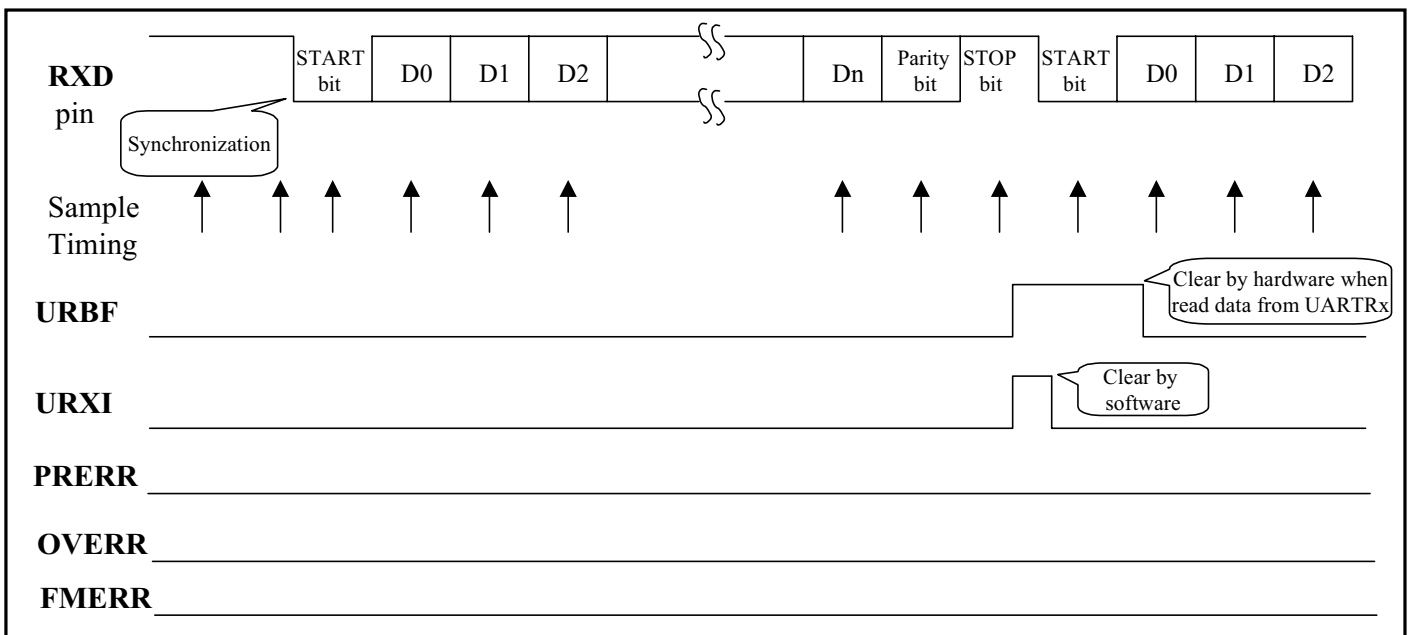 RXD
pin
START
bit
D0
D1
D2
Dn
Parity
bit
STOP
bit
START
bit
D0
D1
D2
Synchronization
Sample
Timing
URBF
Clear by hardware when
read data from UARTRx
URXI
Clear by
software
PRERR
OVERR
FMERR